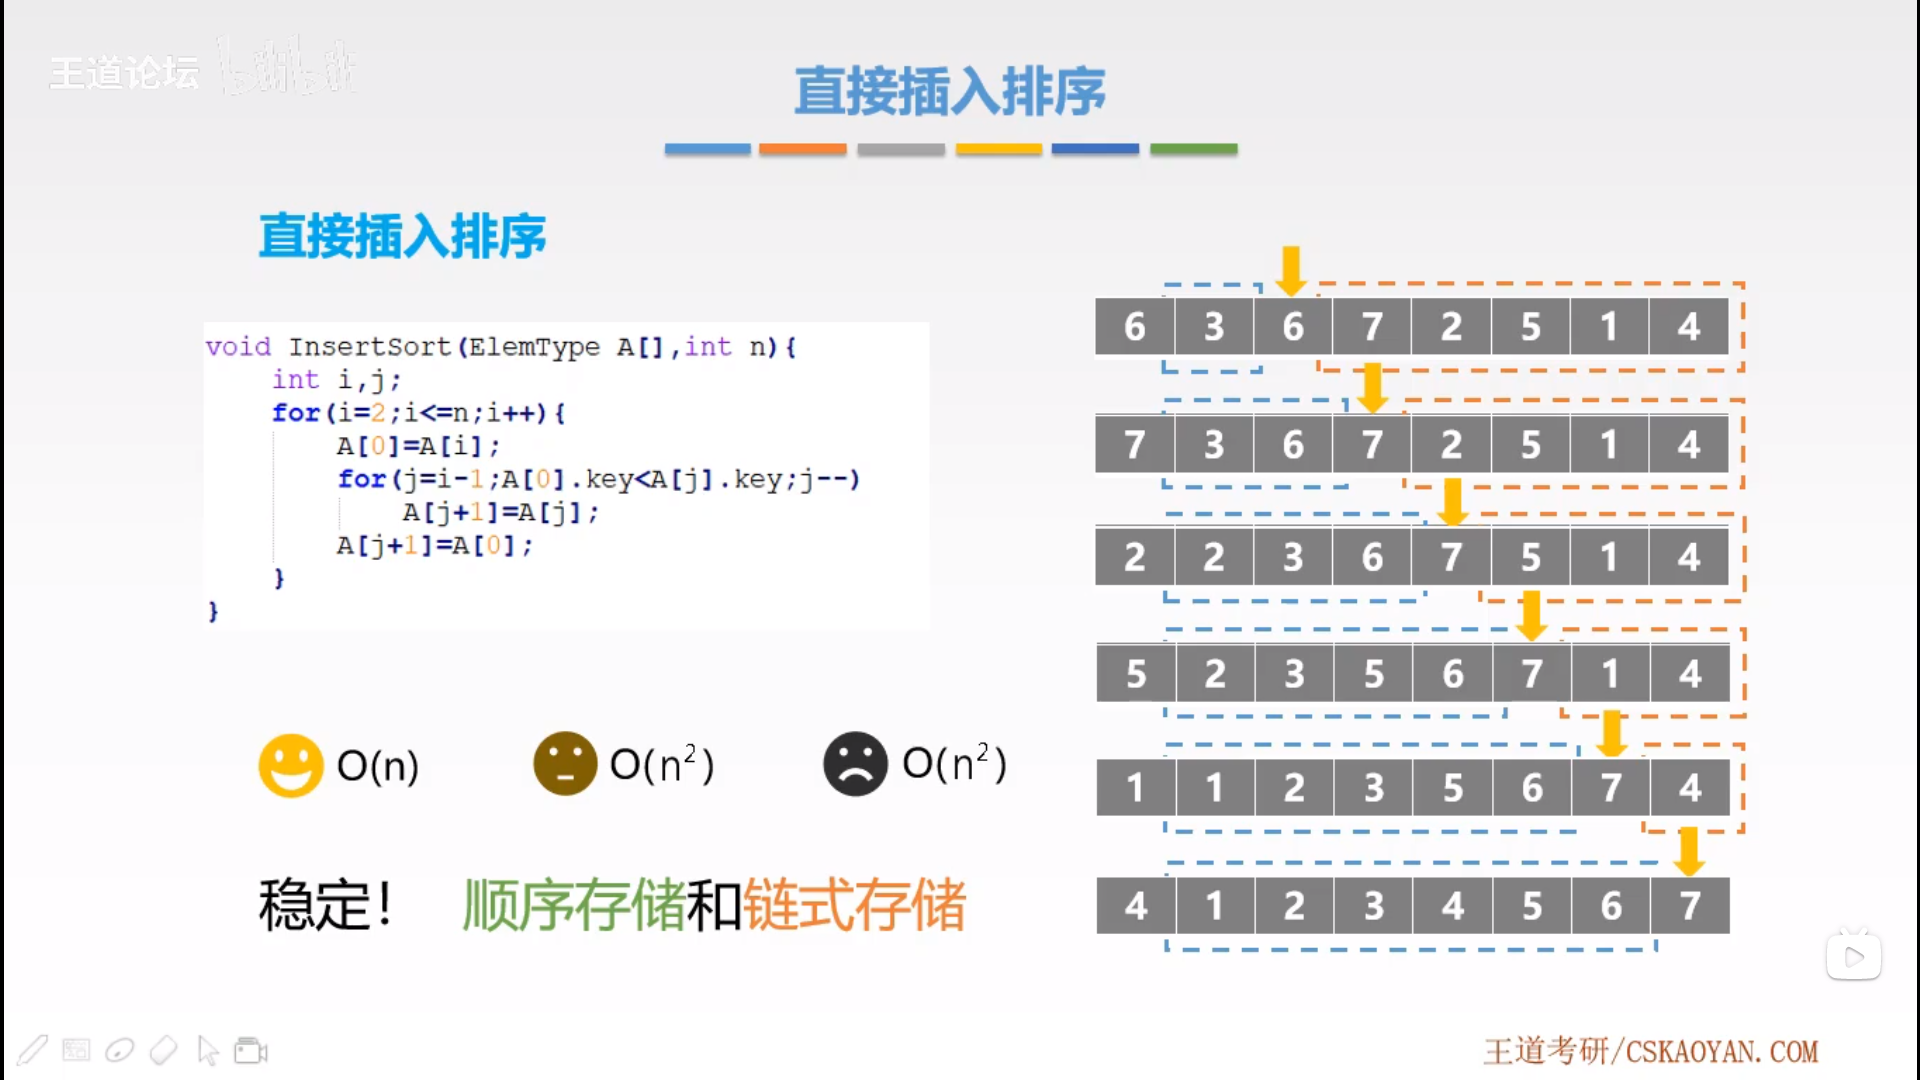 王道论坛 bilibili
直接插入排序
直接插入排序
void InsertSort(ElemType A[],int n){
int i,j;
for(i=2;i<=n;i++){
A[0]=A[i];
for(j=i-1;A[0].key<A[j].key;j--)
A[j+1]=A[j];
A[j+1]=A[0];
}
}
O(n) O(n²) O(n²)
稳定! 顺序存储和链式存储
6 3 6 7 2 5 1 4
7 3 6 7 2 5 1 4
2 2 3 6 7 5 1 4
5 2 3 5 6 7 1 4
1 1 2 3 5 6 7 4
4 1 2 3 4 5 6 7
王道考研/CSKAOYAN.COM